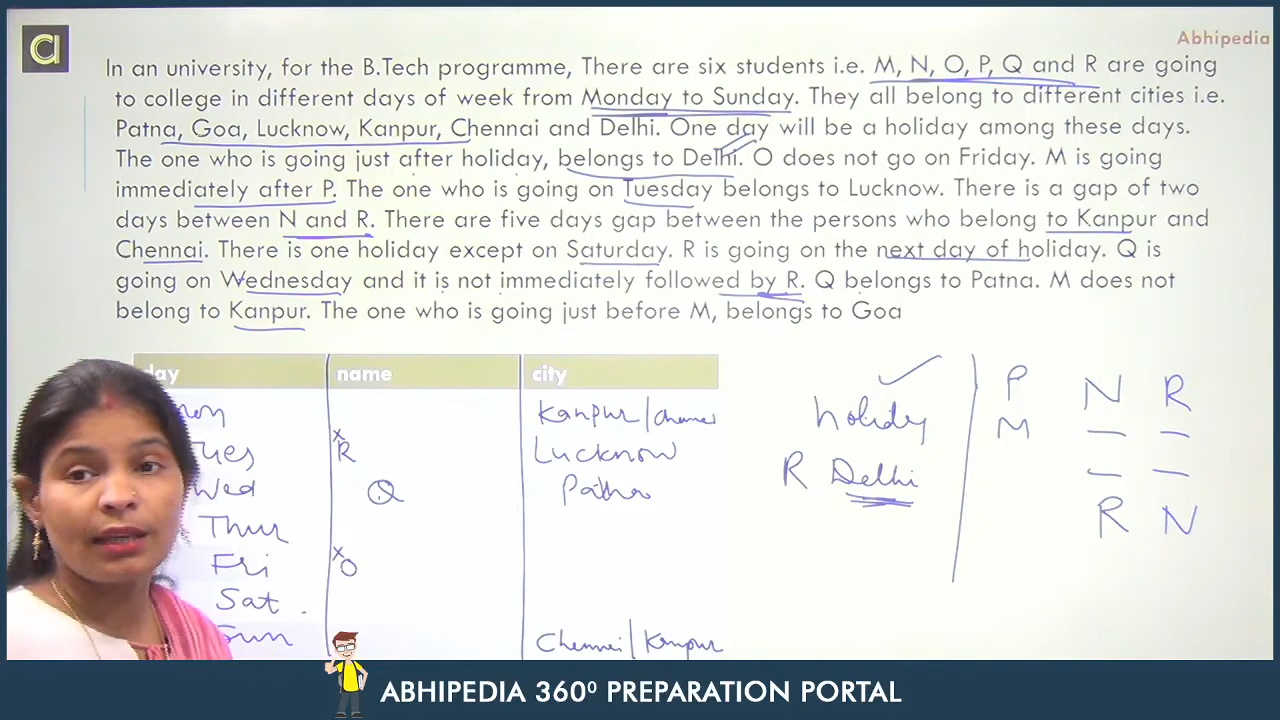 Abhipedia
In an university, for the B.Tech programme, There are six students i.e. M, N, O, P, Q and R are going
to college in different days of week from Monday to Sunday. They all belong to different cities i.e.
Patna, Goa, Lucknow, Kanpur, Chennai and Delhi. One day will be a holiday among these days.
The one who is going just after holiday, belongs to Delhi. O does not go on Friday. M is going
immediately after P. The one who is going on Tuesday belongs to Lucknow. There is a gap of two
days between N and R. There are five days gap between the persons who belong to Kanpur and
Chennai. There is one holiday except on Saturday. R is going on the next day of holiday. Q is
going on Wednesday and it is not immediately followed by R. Q belongs to Patna. M does not
belong to Kanpur. The one who is going just before M, belongs to Goa
day name city
Mon Kanpur/
Tues x R Lucknow
Wed Q Patna
Thur
Fri x O
Sat
Sun Chennai/Kanpur
holidy
R Delhi
P
M
N R
R N
ABHIPEDIA 360⁰ PREPARATION PORTAL